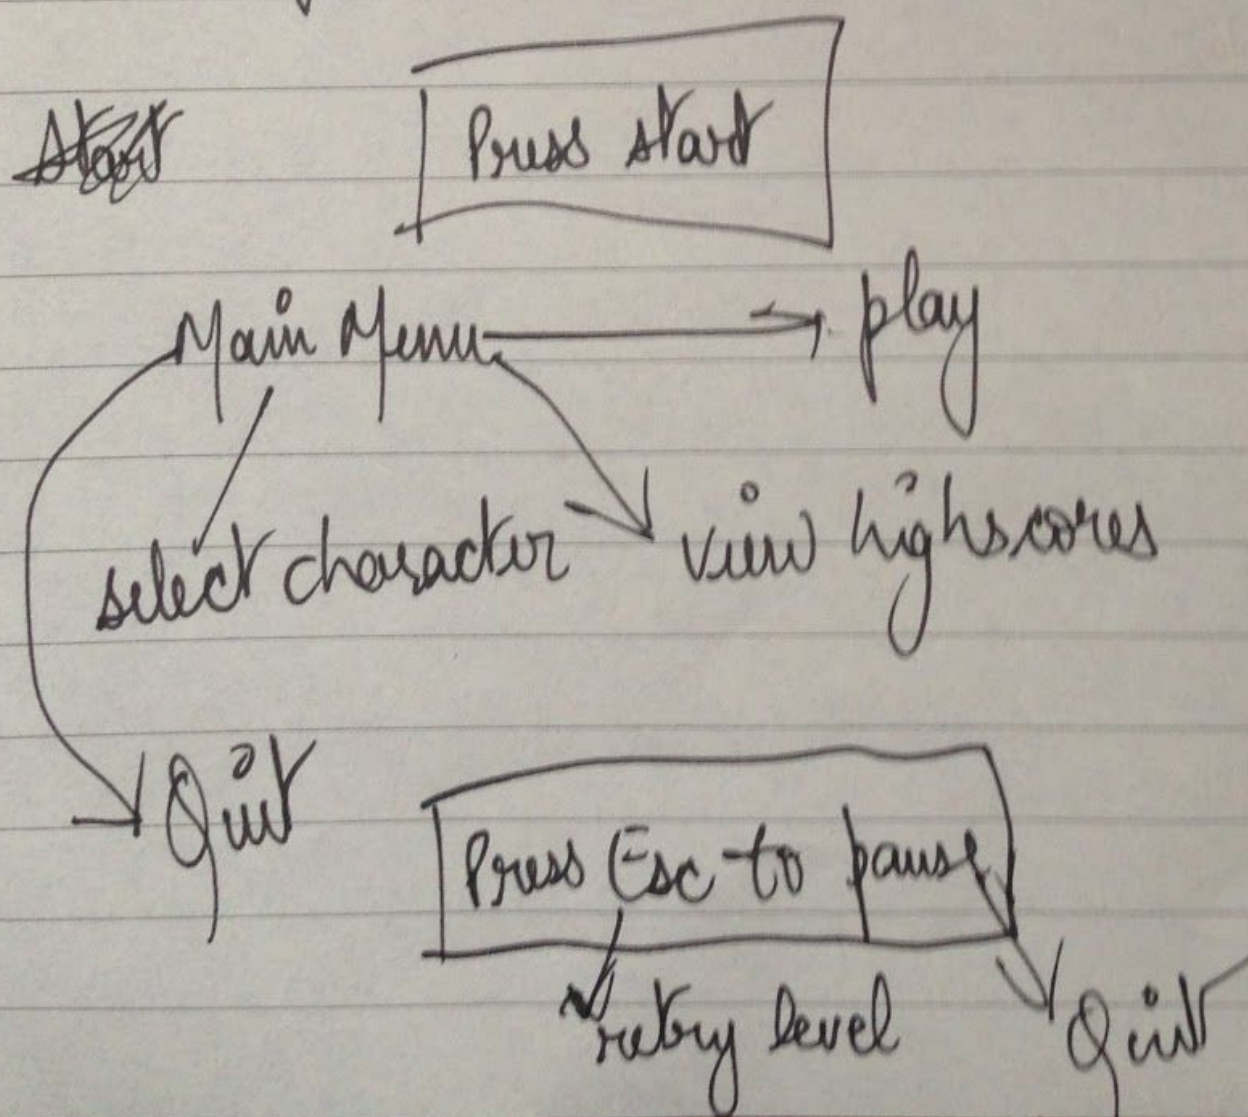 Start
Press start
Main Menu play
select character view highscores
Quit
Press Esc to pause
retry level Quit